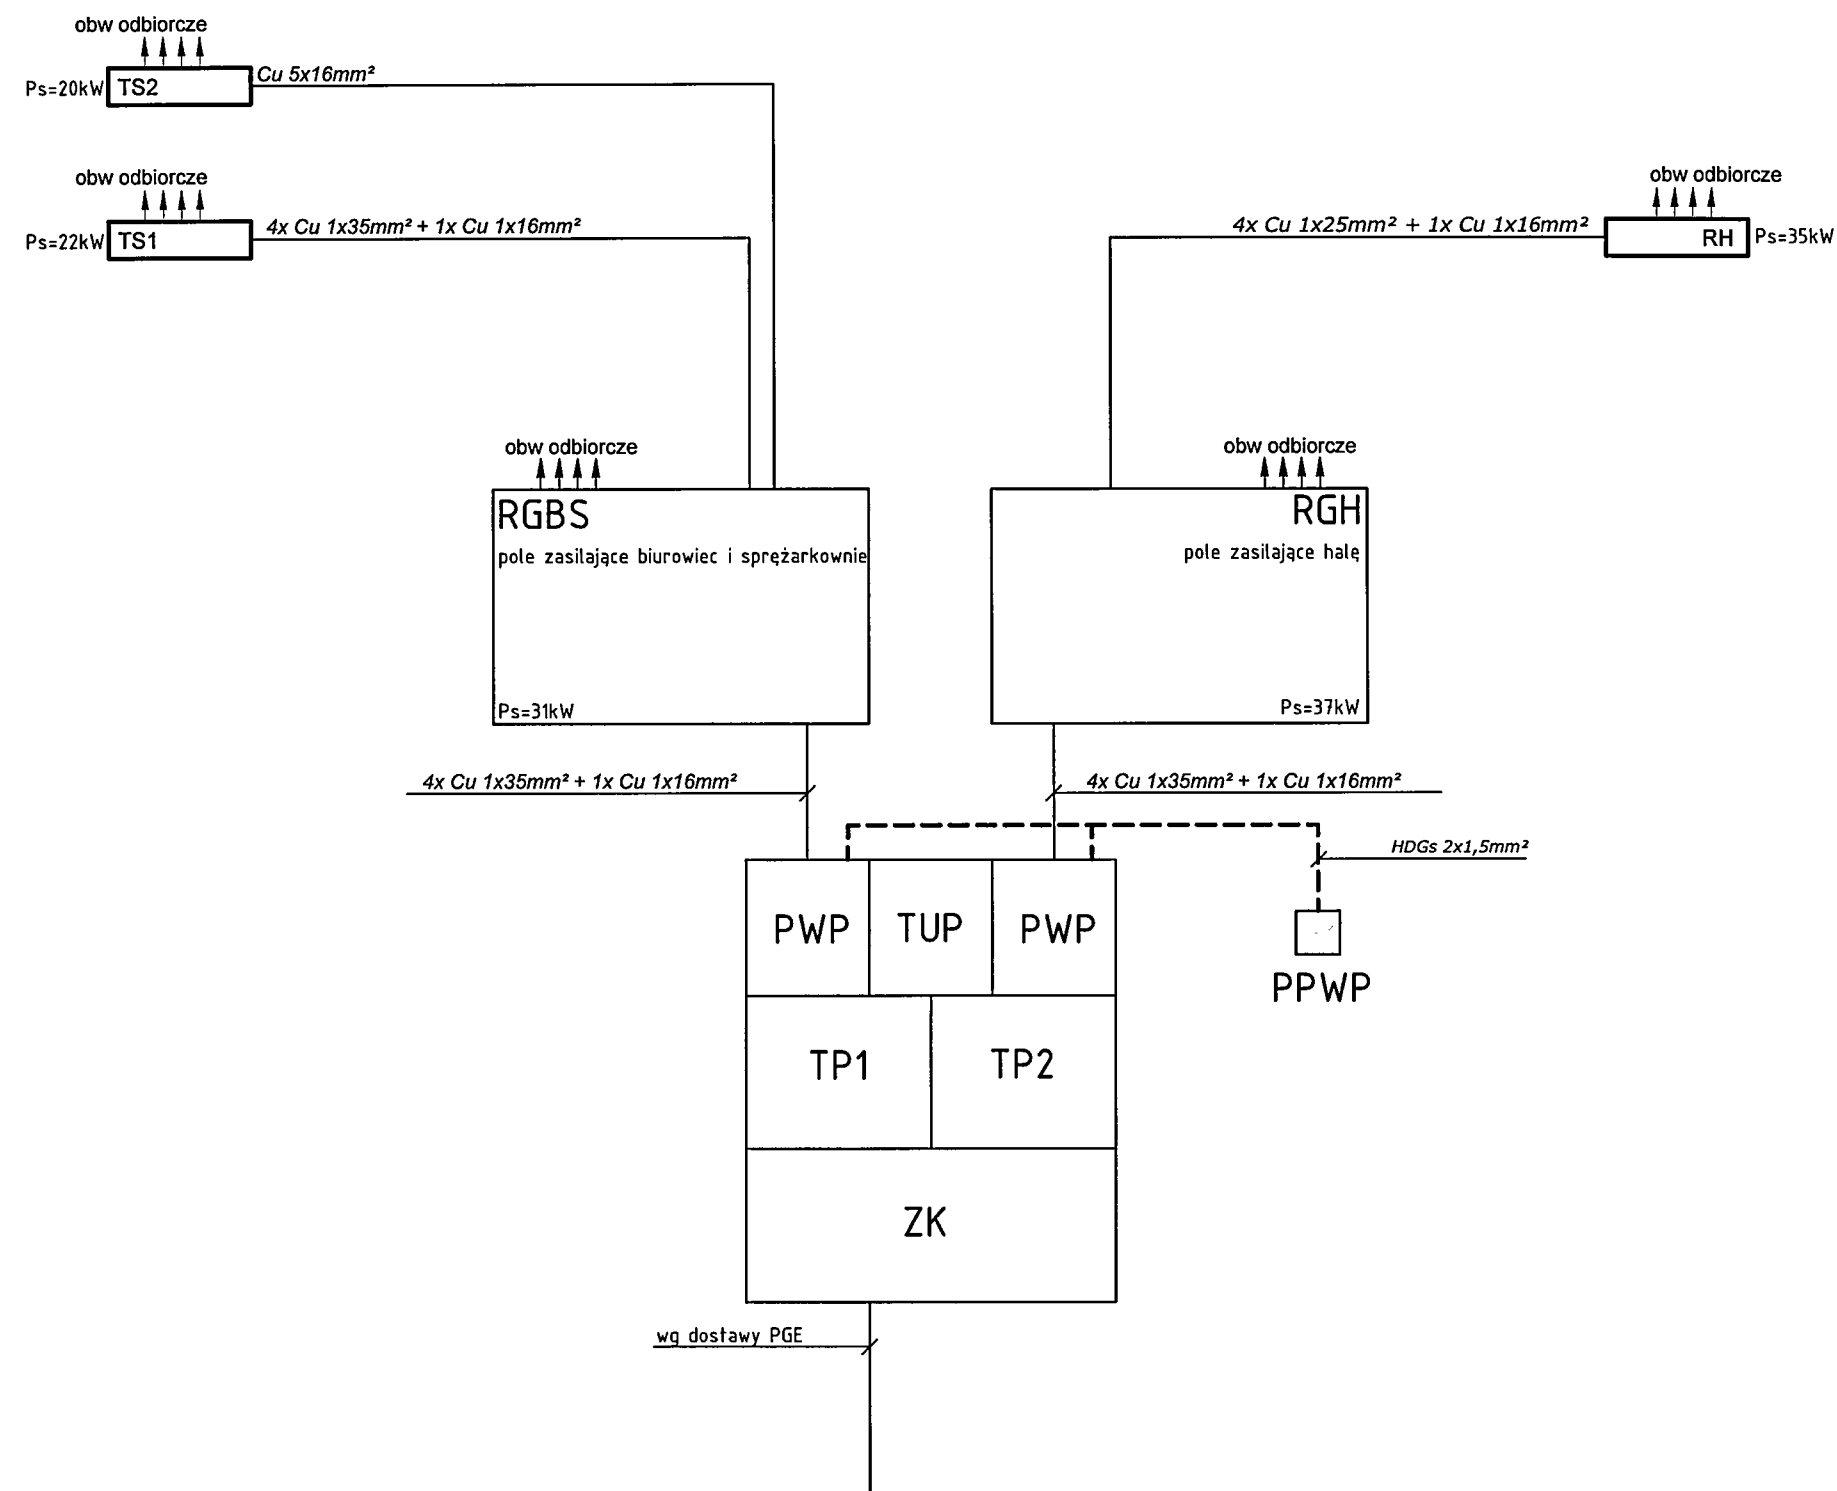 obw odbiorcze
Ps=20kW
TS2
Cu 5x16mm²
obw odbiorcze
Ps=22kW
TS1
4x Cu 1x35mm² + 1x Cu 1x16mm²
obw odbiorcze
4x Cu 1x25mm² + 1x Cu 1x16mm²
RH
Ps=35kW
obw odbiorcze
RGBS
pole zasilające biurowiec i sprężarkownie
Ps=31kW
obw odbiorcze
RGH
pole zasilające halę
Ps=37kW
4x Cu 1x35mm² + 1x Cu 1x16mm²
4x Cu 1x35mm² + 1x Cu 1x16mm²
HDGs 2x1,5mm²
PWP
TUP
PWP
PPWP
TP1
TP2
ZK
wg dostawy PGE